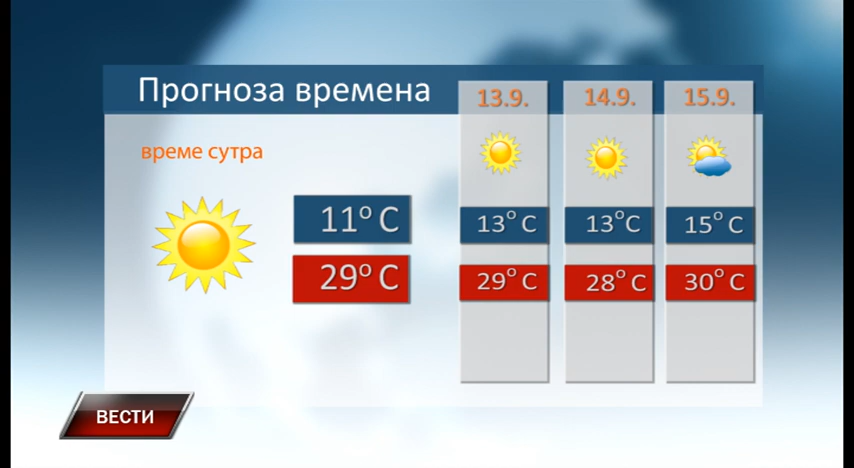 Прогноза времена
време сутра
11° C
29° C
13.9.
13° C
29° C
14.9.
13°C
28° C
15.9.
15° C
30° C
ВЕСТИ